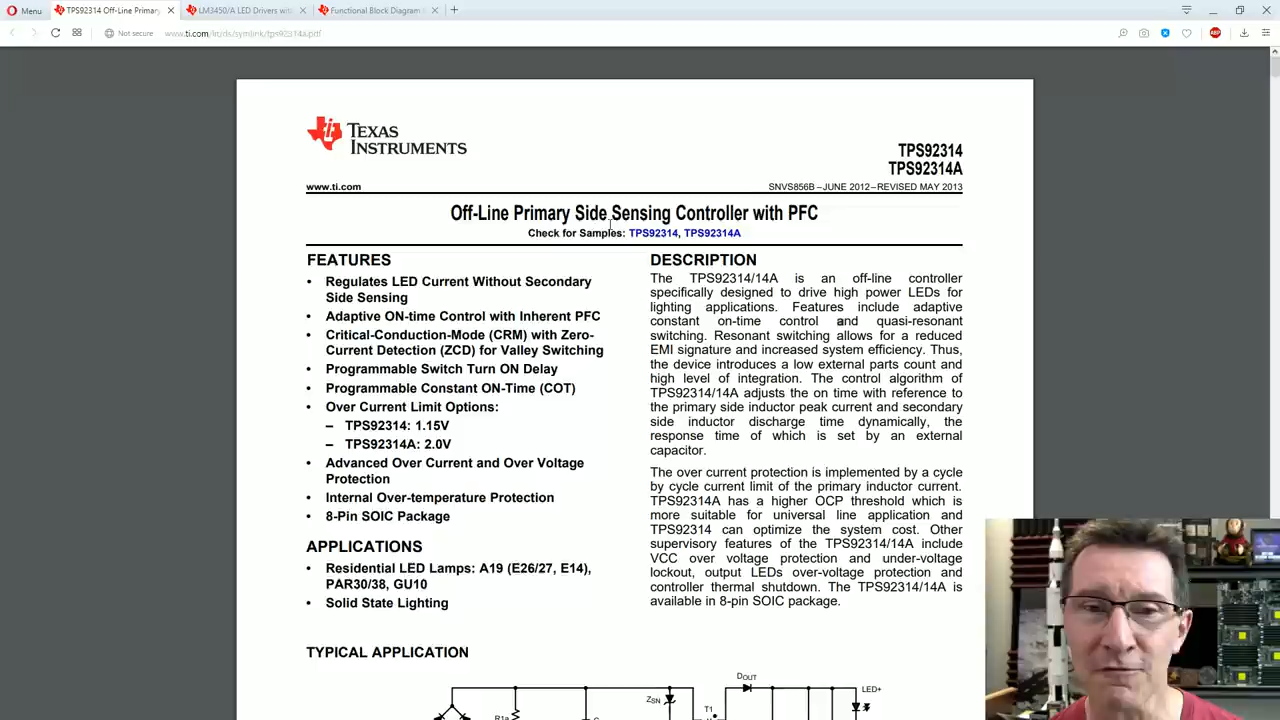 Menu
TPS92314 Off-Line Primar
LM3450/A LED Drivers with
Functional Block Diagram
Not secure
www.ti.com/lit/ds/symlink/tps92314a.pdf
ABP
TEXAS
INSTRUMENTS
TPS92314
TPS92314A
www.ti.com
SNVS856B – JUNE 2012 – REVISED MAY 2013
Off-Line Primary Side Sensing Controller with PFC
Check for Samples: TPS92314, TPS92314A
FEATURES
• Regulates LED Current Without Secondary
Side Sensing
• Adaptive ON-time Control with Inherent PFC
• Critical-Conduction-Mode (CRM) with Zero-
Current Detection (ZCD) for Valley Switching
• Programmable Switch Turn ON Delay
• Programmable Constant ON-Time (COT)
• Over Current Limit Options:
– TPS92314: 1.15V
– TPS92314A: 2.0V
• Advanced Over Current and Over Voltage
Protection
• Internal Over-temperature Protection
• 8-Pin SOIC Package
APPLICATIONS
• Residential LED Lamps: A19 (E26/27, E14),
PAR30/38, GU10
• Solid State Lighting
DESCRIPTION
The TPS92314/14A is an off-line controller
specifically designed to drive high power LEDs for
lighting applications. Features include adaptive
constant on-time control and quasi-resonant
switching. Resonant switching allows for a reduced
EMI signature and increased system efficiency. Thus,
the device introduces a low external parts count and
high level of integration. The control algorithm of
TPS92314/14A adjusts the on time with reference to
the primary side inductor peak current and secondary
side inductor discharge time dynamically, the
response time of which is set by an external
capacitor.
The over current protection is implemented by a cycle
by cycle current limit of the primary inductor current.
TPS92314A has a higher OCP threshold which is
more suitable for universal line application and
TPS92314 can optimize the system cost. Other
supervisory features of the TPS92314/14A include
VCC over voltage protection and under-voltage
lockout, output LEDs over-voltage protection and
controller thermal shutdown. The TPS92314/14A is
available in 8-pin SOIC package.
TYPICAL APPLICATION
DOUT
LED+
ZSN
T1
R1a